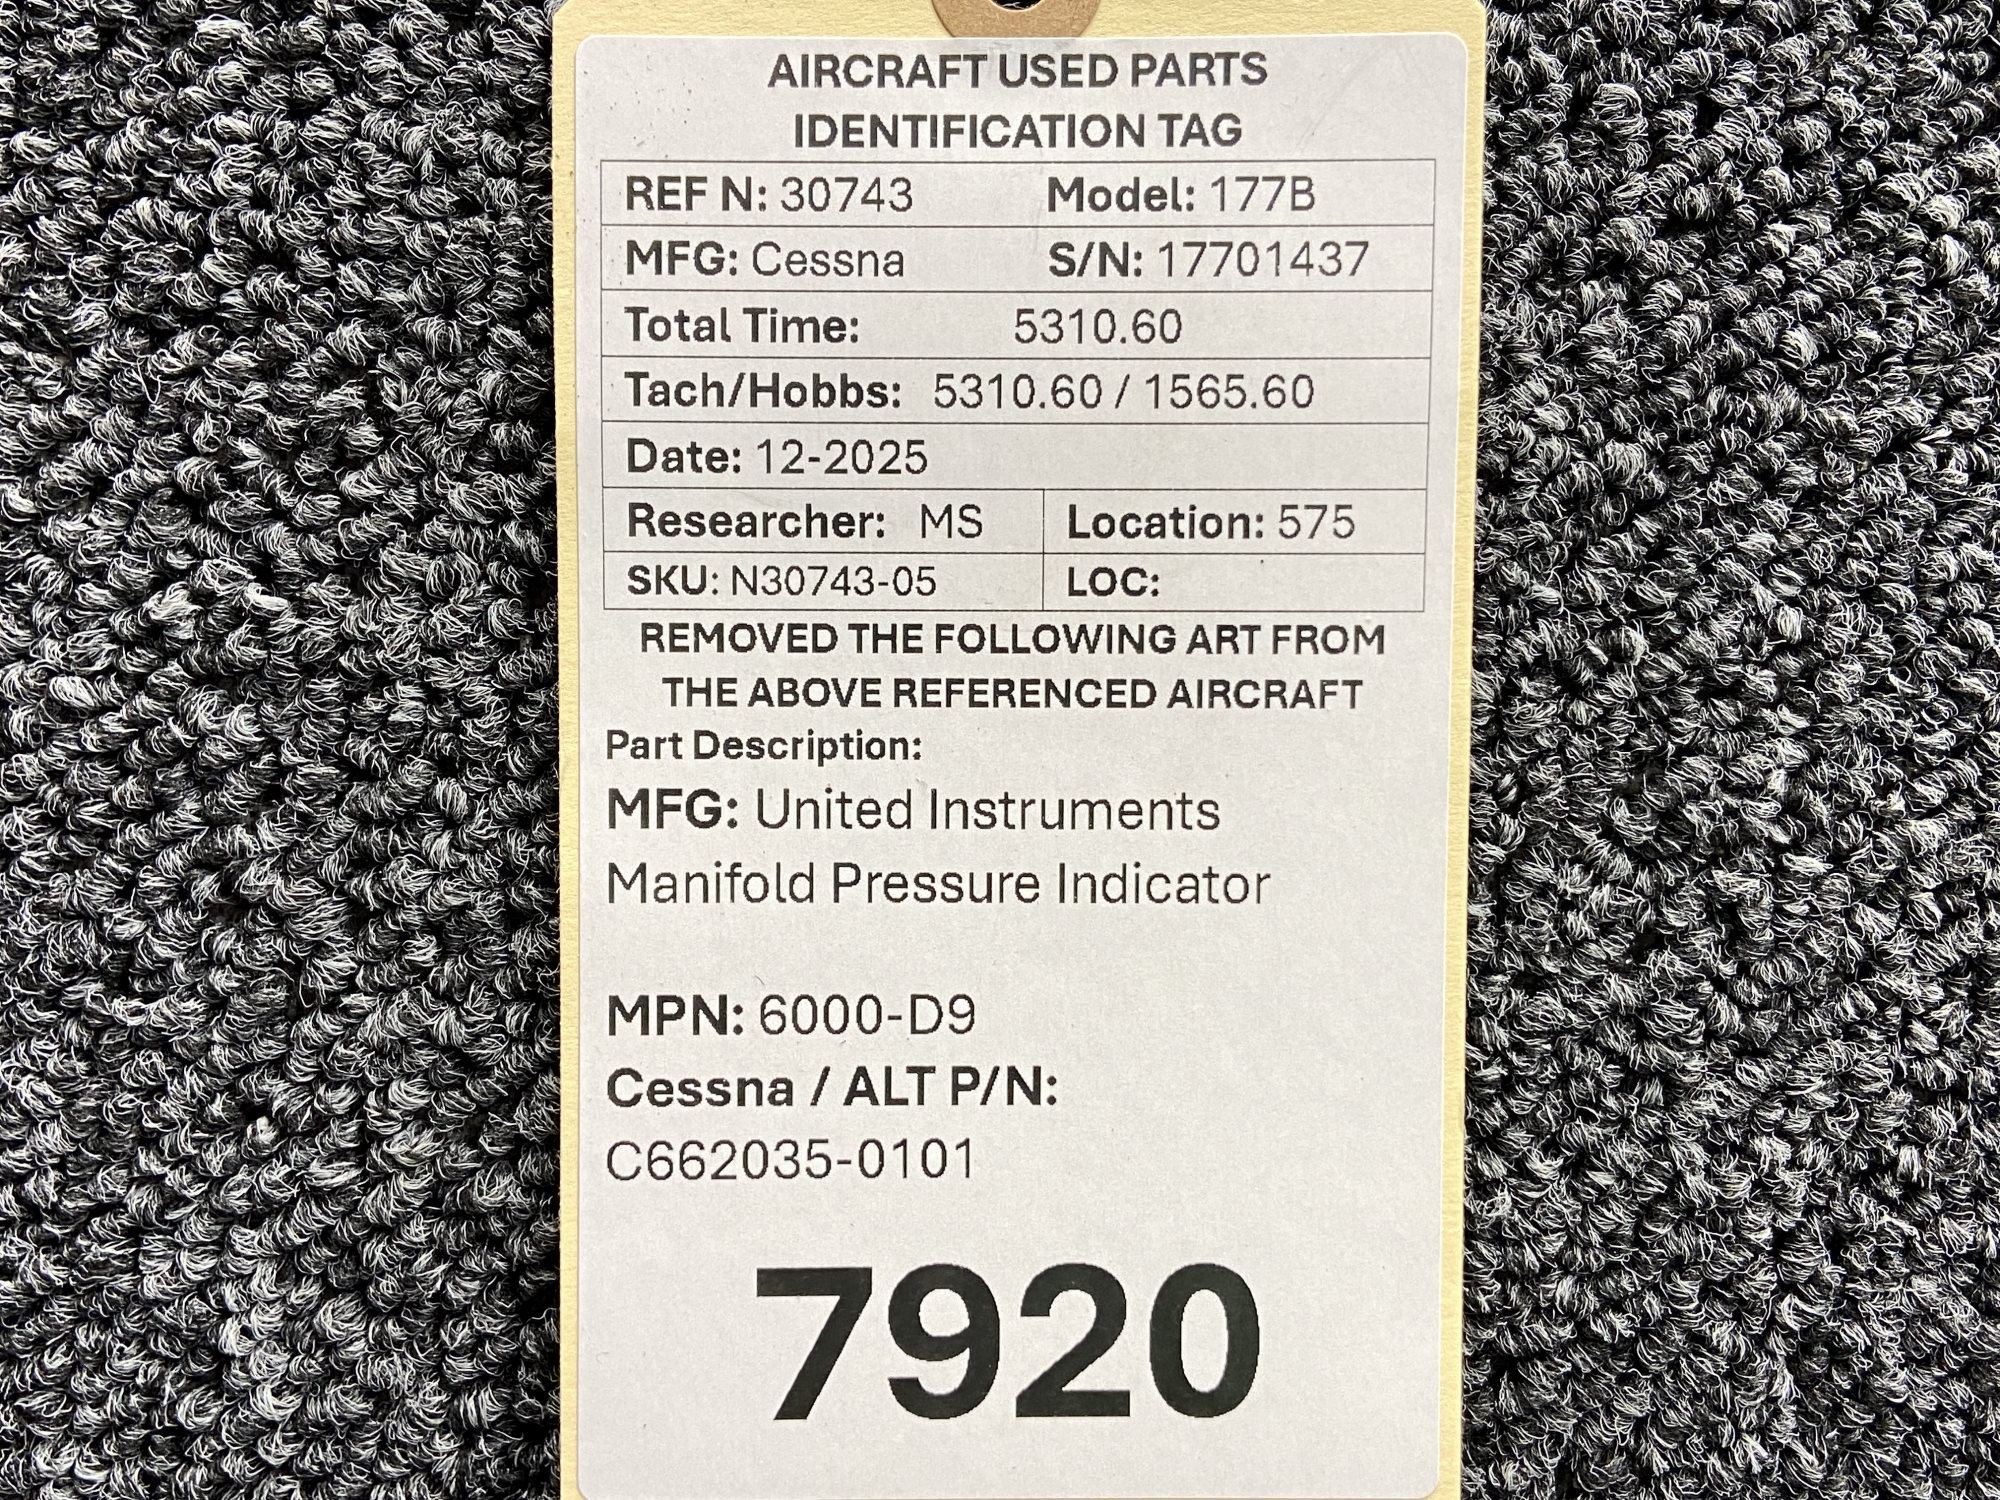 AIRCRAFT USED PARTS
IDENTIFICATION TAG
REF N: 30743 Model: 177B
MFG: Cessna S/N: 17701437
Total Time: 5310.60
Tach/Hobbs: 5310.60 / 1565.60
Date: 12-2025
Researcher: MS Location: 575
SKU: N30743-05 LOC:
REMOVED THE FOLLOWING ART FROM
THE ABOVE REFERENCED AIRCRAFT
Part Description:
MFG: United Instruments
Manifold Pressure Indicator
MPN: 6000-D9
Cessna / ALT P/N:
C662035-0101
7920